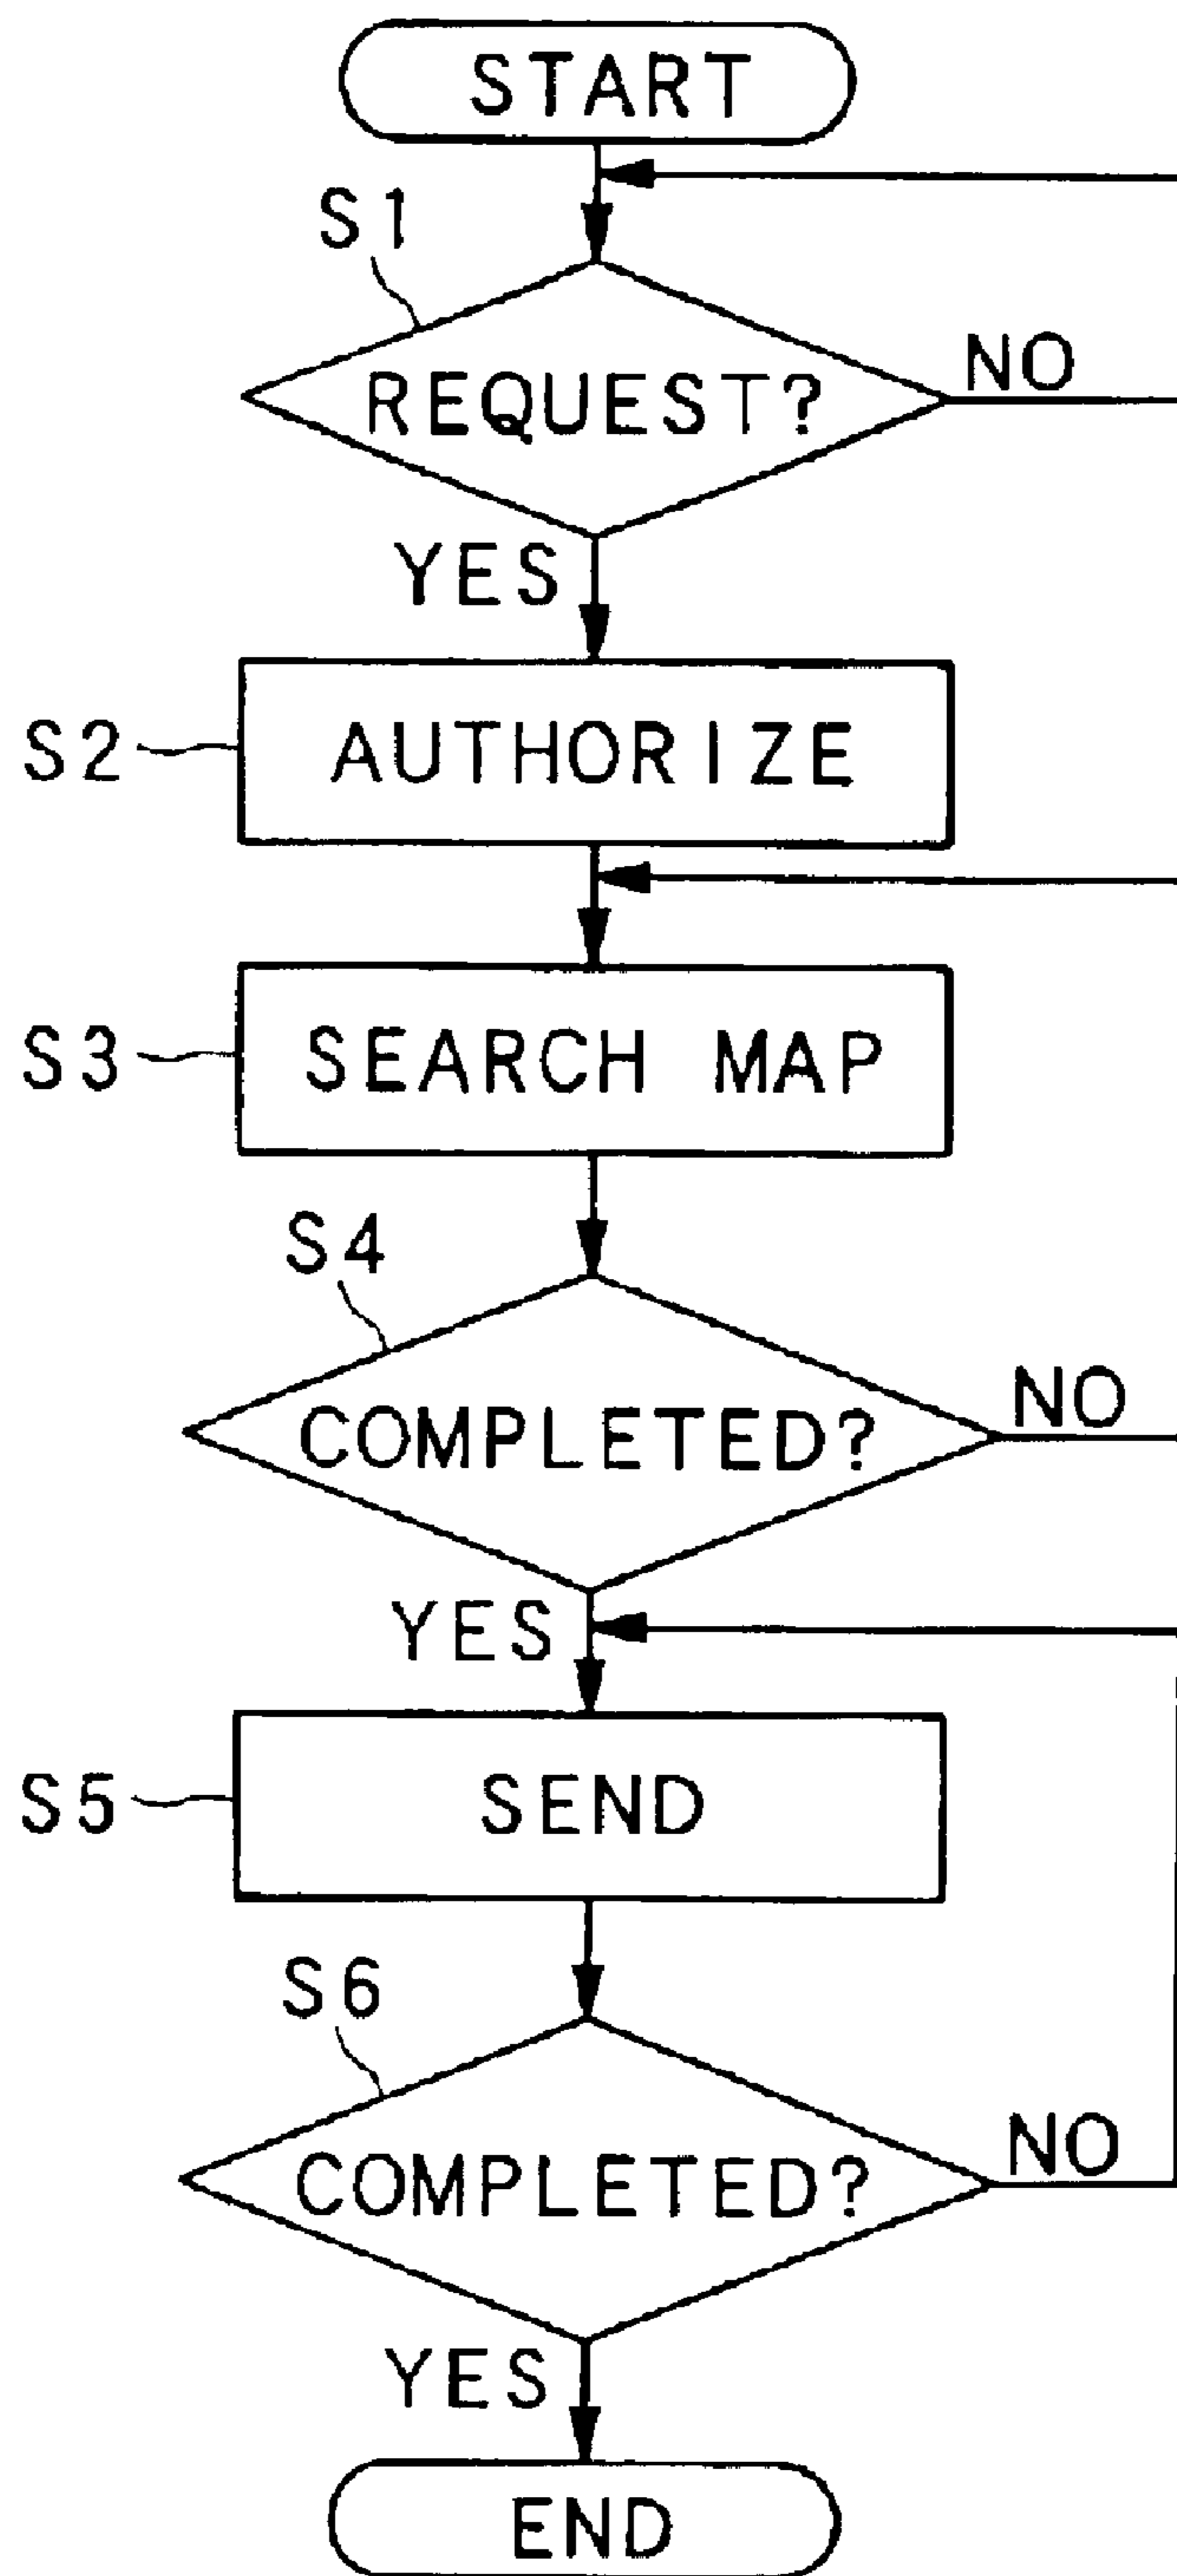 START
S1
REQUEST?
NO
YES
S2
AUTHORIZE
S3
SEARCH MAP
S4
COMPLETED?
NO
YES
S5
SEND
S6
COMPLETED?
NO
YES
END